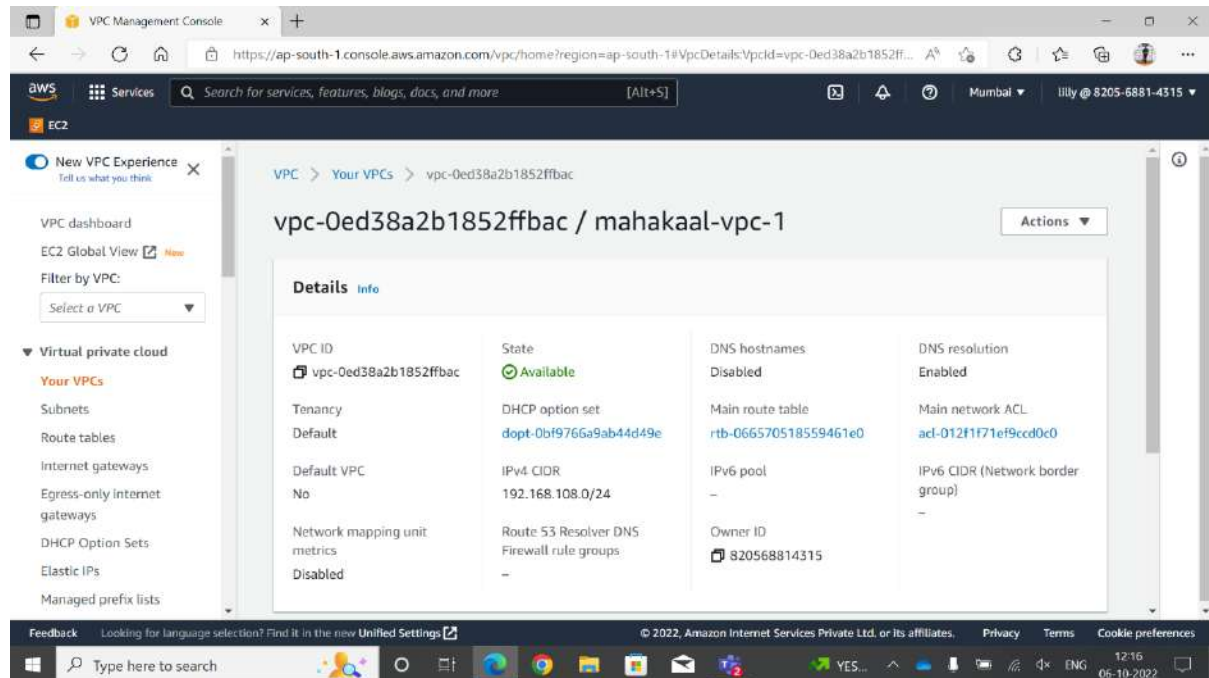 VPC Management Console
https://ap-south-1.console.aws.amazon.com/vpc/home?region=ap-south-1#VpcDetails:VpcId=vpc-0ed38a2b1852ff...
aws Services Search for services, features, blogs, docs, and more [Alt+S] Mumbai lilly @ 8205-6881-4315
EC2
New VPC Experience
Tell us what you think
VPC dashboard
EC2 Global View New
Filter by VPC:
Select a VPC
Virtual private cloud
Your VPCs
Subnets
Route tables
Internet gateways
Egress-only internet
gateways
DHCP Option Sets
Elastic IPs
Managed prefix lists
VPC > Your VPCs > vpc-0ed38a2b1852ffbac
vpc-0ed38a2b1852ffbac / mahakaal-vpc-1
Actions
Details Info
VPC ID
vpc-0ed38a2b1852ffbac
State
Available
DNS hostnames
Disabled
DNS resolution
Enabled
Tenancy
Default
DHCP option set
dopt-0bf9766a9ab44d49e
Main route table
rtb-066570518559461e0
Main network ACL
acl-012f1f71ef9ccd0c0
Default VPC
No
IPv4 CIDR
192.168.108.0/24
IPv6 pool
–
IPv6 CIDR (Network border
group)
–
Network mapping unit
metrics
Disabled
Route 53 Resolver DNS
Firewall rule groups
–
Owner ID
820568814315
Feedback Looking for language selection? Find it in the new Unified Settings © 2022, Amazon Internet Services Private Ltd. or its affiliates. Privacy Terms Cookie preferences
Type here to search YES... ENG 12:16
06-10-2022